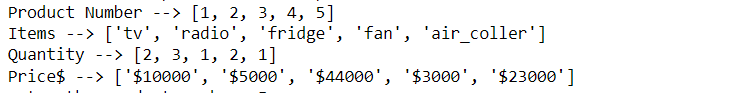 Product Number --> [1, 2, 3, 4, 5]
Items --> ['tv', 'radio', 'fridge', 'fan', 'air_coller']
Quantity --> [2, 3, 1, 2, 1]
Price$ --> ['$10000', '$5000', '$44000', '$3000', '$23000']